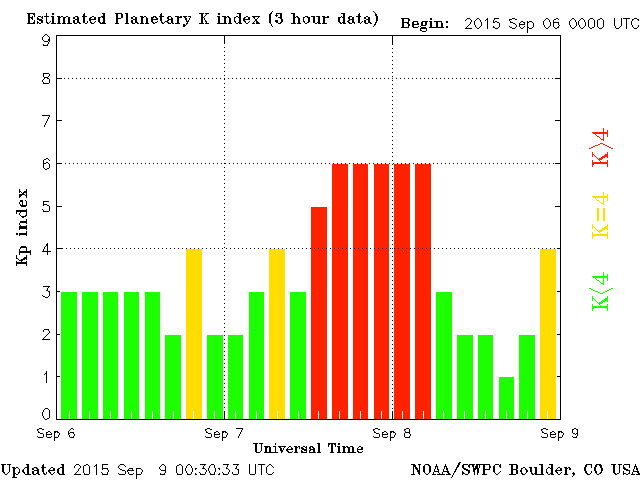 Estimated Planetary K index (3 hour data) Begin: 2015 Sep 06 0000 UTC
9
8
7
6
5
4
3
2
1
0
Kp index
K>4
K=4
K<4
Sep 6 Sep 7 Sep 8 Sep 9
Universal Time
Updated 2015 Sep 9 00:30:33 UTC NOAA/SWPC Boulder, CO USA